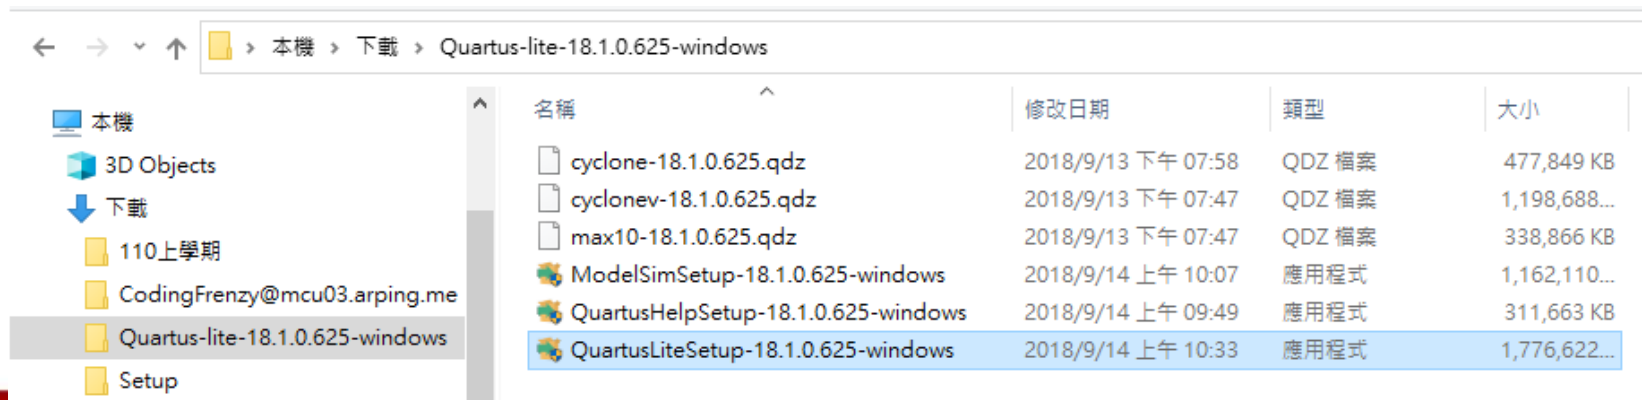 本機 › 下載 › Quartus-lite-18.1.0.625-windows
本機
3D Objects
下載
110上學期
CodingFrenzy@mcu03.arping.me
Quartus-lite-18.1.0.625-windows
Setup
名稱 修改日期 類型 大小
cyclone-18.1.0.625.qdz 2018/9/13 下午 07:58 QDZ 檔案 477,849 KB
cyclonev-18.1.0.625.qdz 2018/9/13 下午 07:47 QDZ 檔案 1,198,688...
max10-18.1.0.625.qdz 2018/9/13 下午 07:47 QDZ 檔案 338,866 KB
ModelSimSetup-18.1.0.625-windows 2018/9/14 上午 10:07 應用程式 1,162,110...
QuartusHelpSetup-18.1.0.625-windows 2018/9/14 上午 09:49 應用程式 311,663 KB
QuartusLiteSetup-18.1.0.625-windows 2018/9/14 上午 10:33 應用程式 1,776,622...